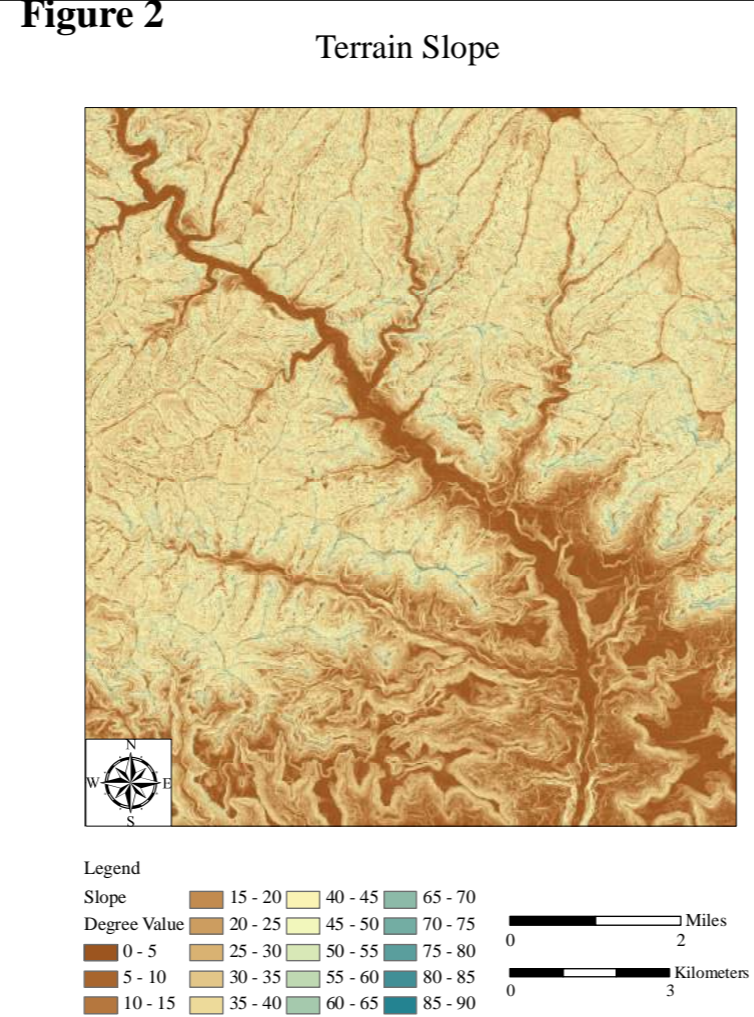 Figure 2
Terrain Slope
N
W E
S
Legend
Slope
Degree Value
0 - 5
5 - 10
10 - 15
15 - 20
20 - 25
25 - 30
30 - 35
35 - 40
40 - 45
45 - 50
50 - 55
55 - 60
60 - 65
65 - 70
70 - 75
75 - 80
80 - 85
85 - 90
Miles
0 2
Kilometers
0 3